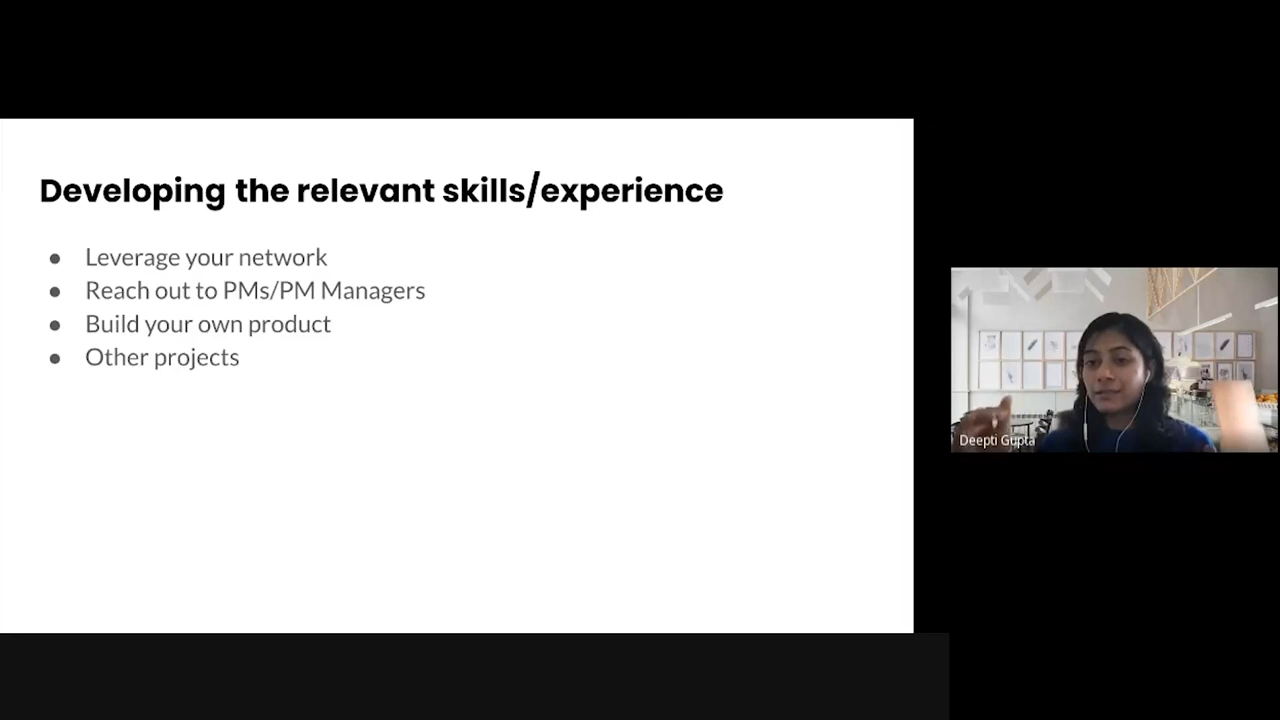 Developing the relevant skills/experience
● Leverage your network
● Reach out to PMs/PM Managers
● Build your own product
● Other projects
Deepti Gupta